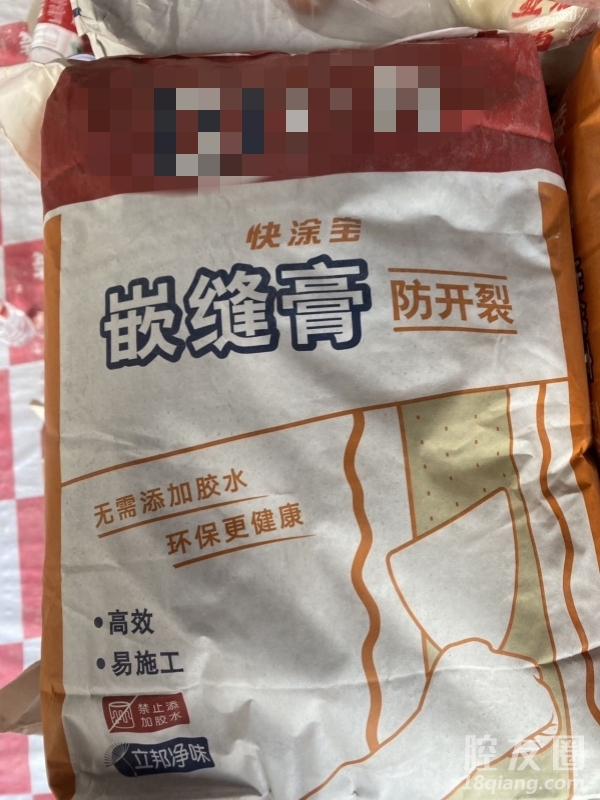 快涂宝
嵌缝膏
防开裂
无需添加胶水
环保更健康
•高效
•易施工
禁止添
加胶水
立邦净味
腔友圈
18qiang.com